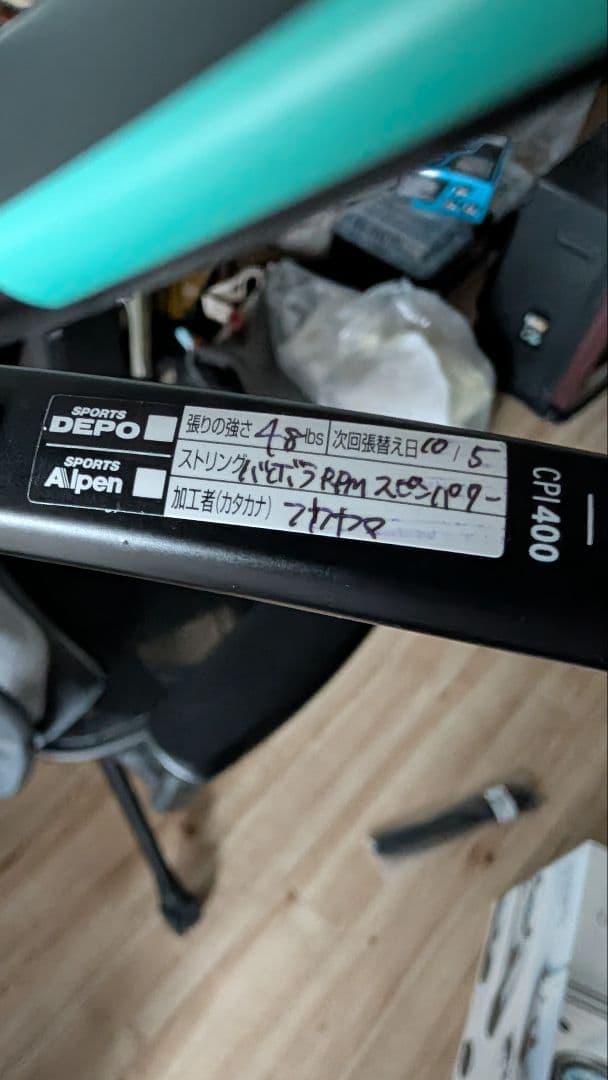 SPORTS DEPO
SPORTS Alpen
張りの強さ 48 lbs 次回張替え日 10/5
ストリング バボラ RPM スピンパワー
加工者(カタカナ)
CPI 400